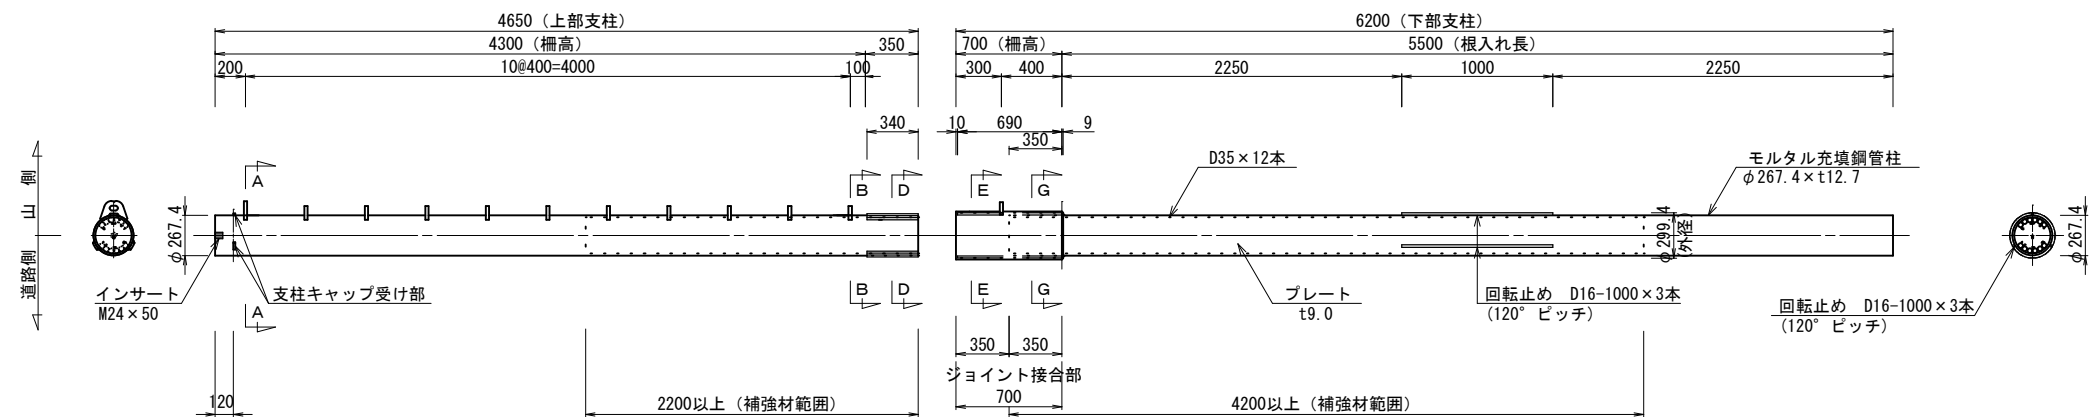 4650（上部支柱）
6200（下部支柱）
4300（柵高）
350
700（柵高）
5500（根入れ長）
200
10@400=4000
100
300
400
2250
1000
2250
340
10
690
9
350
D35×12本
モルタル充填鋼管柱
φ267.4×t12.7
A
B
D
E
G
山側
道路側
φ267.4
φ299.4
(外径)
φ267.4
インサート
M24×50
支柱キャップ受け部
A
B
D
E
G
プレート
t9.0
回転止め　D16-1000×3本
(120°ピッチ)
回転止め　D16-1000×3本
(120°ピッチ)
350
350
ジョイント接合部
120
2200以上（補強材範囲）
700
4200以上（補強材範囲）